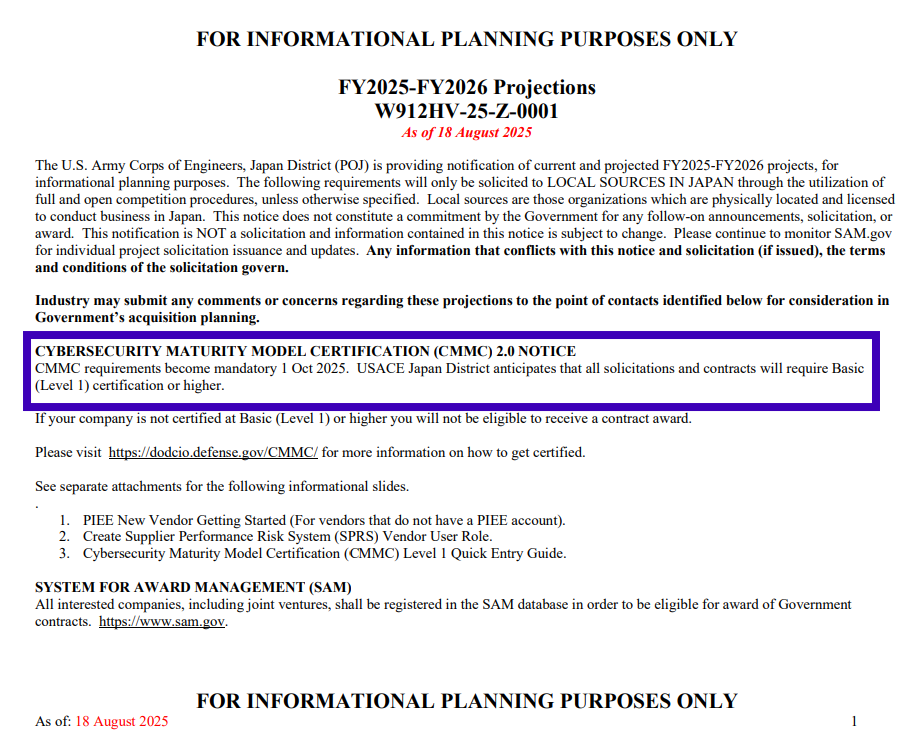 FOR INFORMATIONAL PLANNING PURPOSES ONLY
FY2025-FY2026 Projections
W912HV-25-Z-0001
As of 18 August 2025
The U.S. Army Corps of Engineers, Japan District (POJ) is providing notification of current and projected FY2025-FY2026 projects, for
informational planning purposes.  The following requirements will only be solicited to LOCAL SOURCES IN JAPAN through the utilization of
full and open competition procedures, unless otherwise specified.  Local sources are those organizations which are physically located and licensed
to conduct business in Japan.  This notice does not constitute a commitment by the Government for any follow-on announcements, solicitation, or
award.  This notification is NOT a solicitation and information contained in this notice is subject to change.  Please continue to monitor SAM.gov
for individual project solicitation issuance and updates.  Any information that conflicts with this notice and solicitation (if issued), the terms
and conditions of the solicitation govern.
Industry may submit any comments or concerns regarding these projections to the point of contacts identified below for consideration in
Government's acquisition planning.
CYBERSECURITY MATURITY MODEL CERTIFICATION (CMMC) 2.0 NOTICE
CMMC requirements become mandatory 1 Oct 2025.  USACE Japan District anticipates that all solicitations and contracts will require Basic
(Level 1) certification or higher.
If your company is not certified at Basic (Level 1) or higher you will not be eligible to receive a contract award.
Please visit  https://dodcio.defense.gov/CMMC/ for more information on how to get certified.
See separate attachments for the following informational slides.
.
1. PIEE New Vendor Getting Started (For vendors that do not have a PIEE account).
2. Create Supplier Performance Risk System (SPRS) Vendor User Role.
3. Cybersecurity Maturity Model Certification (CMMC) Level 1 Quick Entry Guide.
SYSTEM FOR AWARD MANAGEMENT (SAM)
All interested companies, including joint ventures, shall be registered in the SAM database in order to be eligible for award of Government
contracts.  https://www.sam.gov.
FOR INFORMATIONAL PLANNING PURPOSES ONLY
As of: 18 August 2025 1